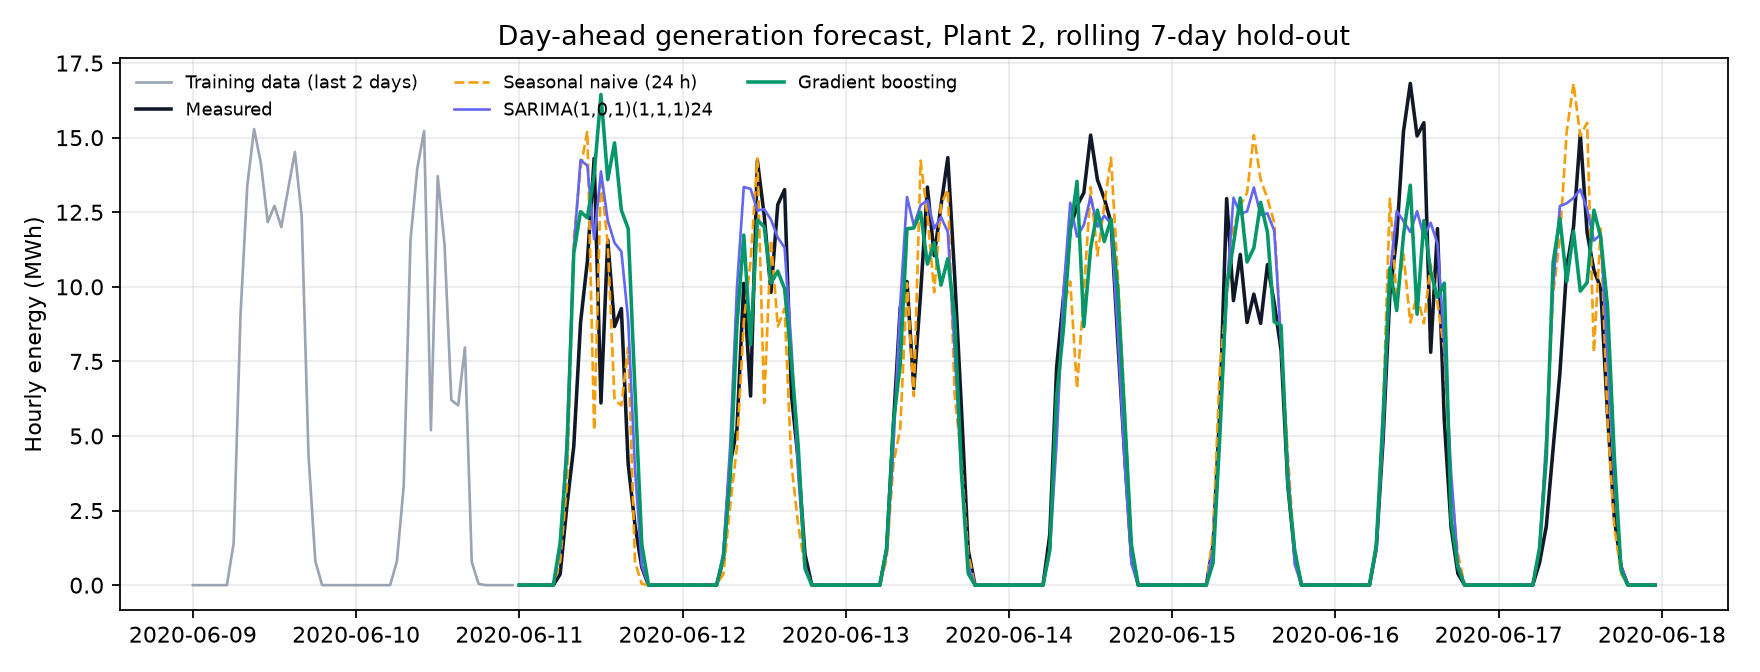 Day-ahead generation forecast, Plant 2, rolling 7-day hold-out
Training data (last 2 days)
Measured
Seasonal naive (24 h)
SARIMA(1,0,1)(1,1,1)24
Gradient boosting
Hourly energy (MWh)
17.5
15.0
12.5
10.0
7.5
5.0
2.5
0.0
2020-06-09
2020-06-10
2020-06-11
2020-06-12
2020-06-13
2020-06-14
2020-06-15
2020-06-16
2020-06-17
2020-06-18